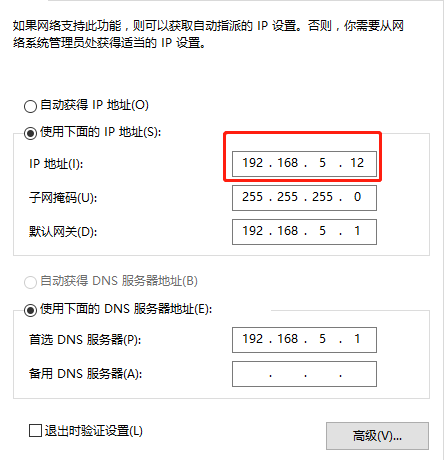 如果网络支持此功能，则可以获取自动指派的 IP 设置。否则，你需要从网
络系统管理员处获得适当的 IP 设置。
自动获得 IP 地址(O)
使用下面的 IP 地址(S):
IP 地址(I): 192 . 168 . 5 . 12
子网掩码(U): 255 . 255 . 255 . 0
默认网关(D): 192 . 168 . 5 . 1
自动获得 DNS 服务器地址(B)
使用下面的 DNS 服务器地址(E):
首选 DNS 服务器(P): 192 . 168 . 5 . 1
备用 DNS 服务器(A): . . .
退出时验证设置(L)
高级(V)...